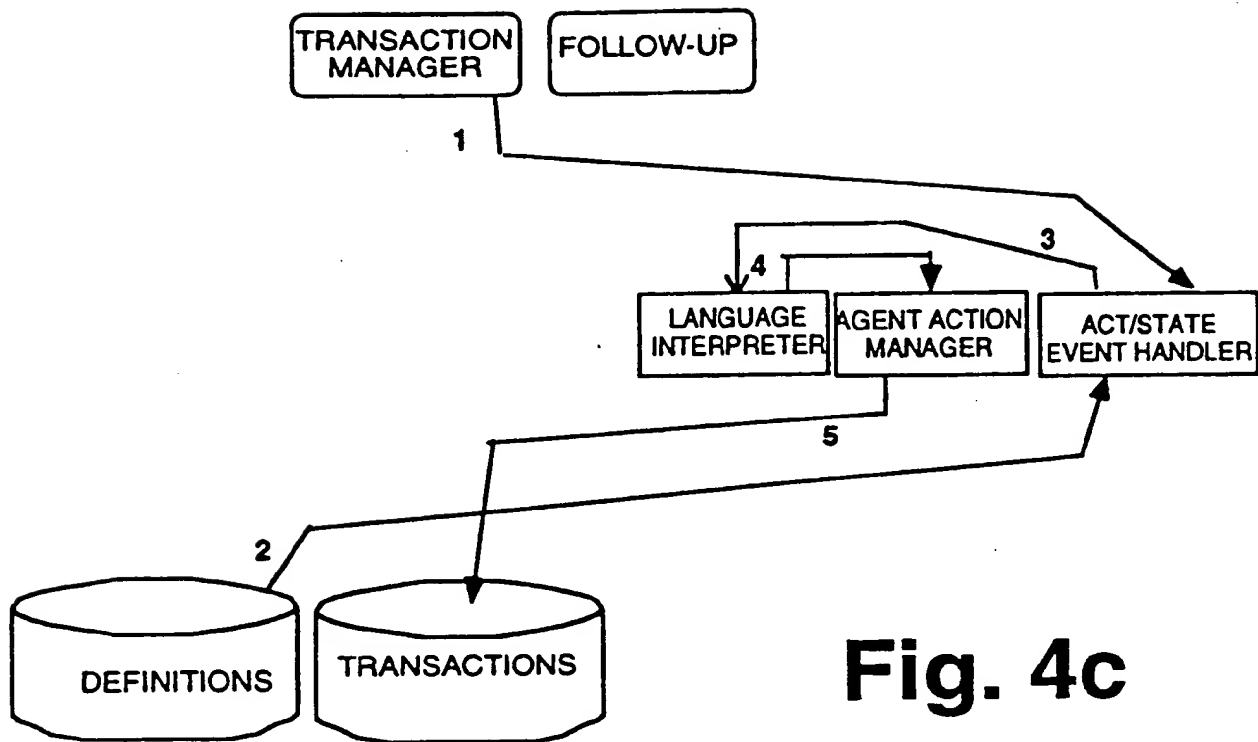 TRANSACTION
MANAGER
FOLLOW-UP
1
3
4
LANGUAGE
INTERPRETER
AGENT ACTION
MANAGER
ACT/STATE
EVENT HANDLER
5
2
DEFINITIONS
TRANSACTIONS
Fig. 4c